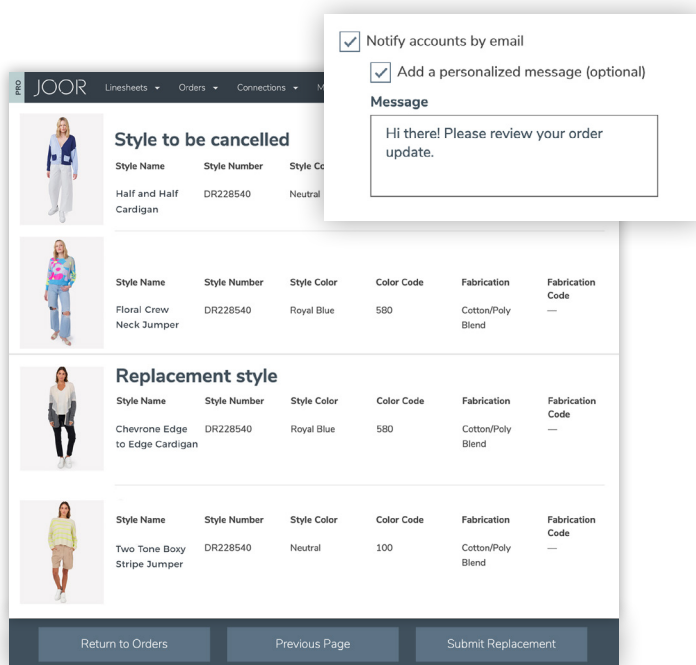 Notify accounts by email
Add a personalized message (optional)
Message
Hi there! Please review your order
update.
PRO JOOR Linesheets Orders Connections
Style to be cancelled
Style Name Style Number
Half and Half DR228540 Neutral
Cardigan
Style Name Style Number Style Color Color Code Fabrication Fabrication
Code
Floral Crew DR228540 Royal Blue 580 Cotton/Poly —
Neck Jumper Blend
Replacement style
Style Name Style Number Style Color Color Code Fabrication Fabrication
Code
Chevrone Edge DR228540 Royal Blue 580 Cotton/Poly —
to Edge Cardigan Blend
Style Name Style Number Style Color Color Code Fabrication Fabrication
Code
Two Tone Boxy DR228540 Neutral 100 Cotton/Poly —
Stripe Jumper Blend
Return to Orders Previous Page Submit Replacement